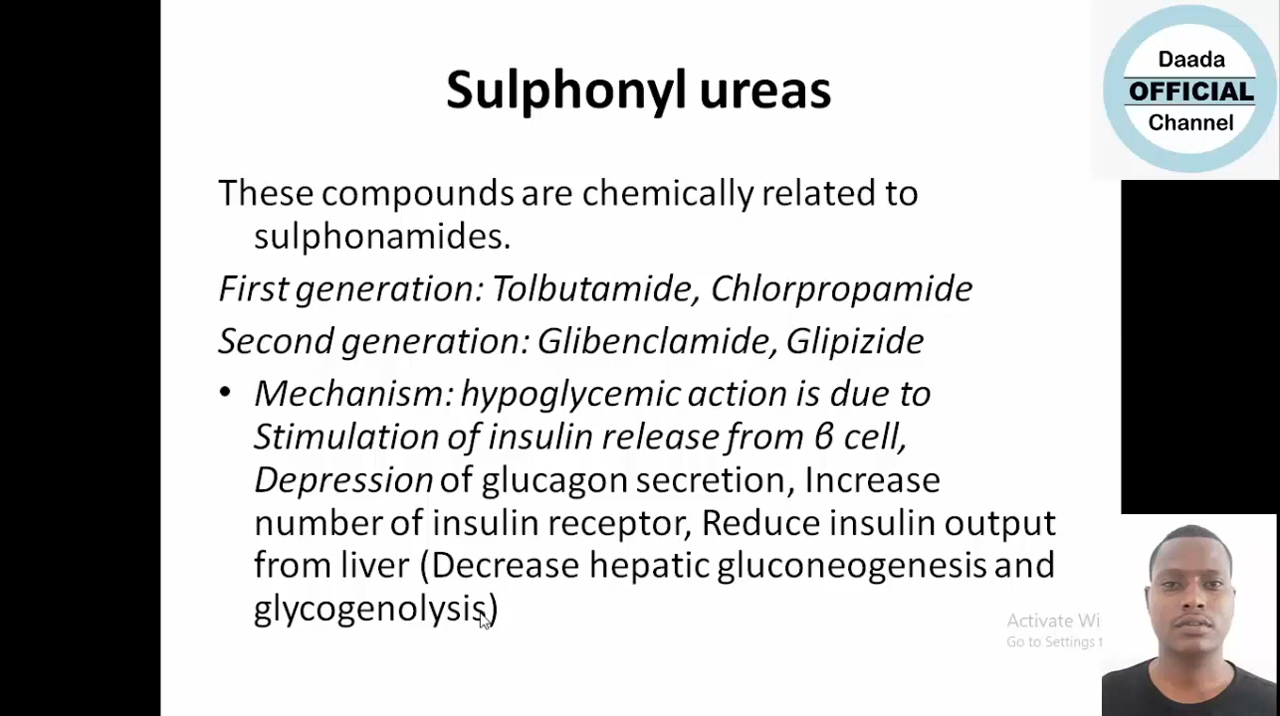 Sulphonyl ureas
Daada
OFFICIAL
Channel
These compounds are chemically related to
sulphonamides.
First generation: Tolbutamide, Chlorpropamide
Second generation: Glibenclamide, Glipizide
• Mechanism: hypoglycemic action is due to
Stimulation of insulin release from β cell,
Depression of glucagon secretion, Increase
number of insulin receptor, Reduce insulin output
from liver (Decrease hepatic gluconeogenesis and
glycogenolysis)
Activate Wi
Go to Settings t